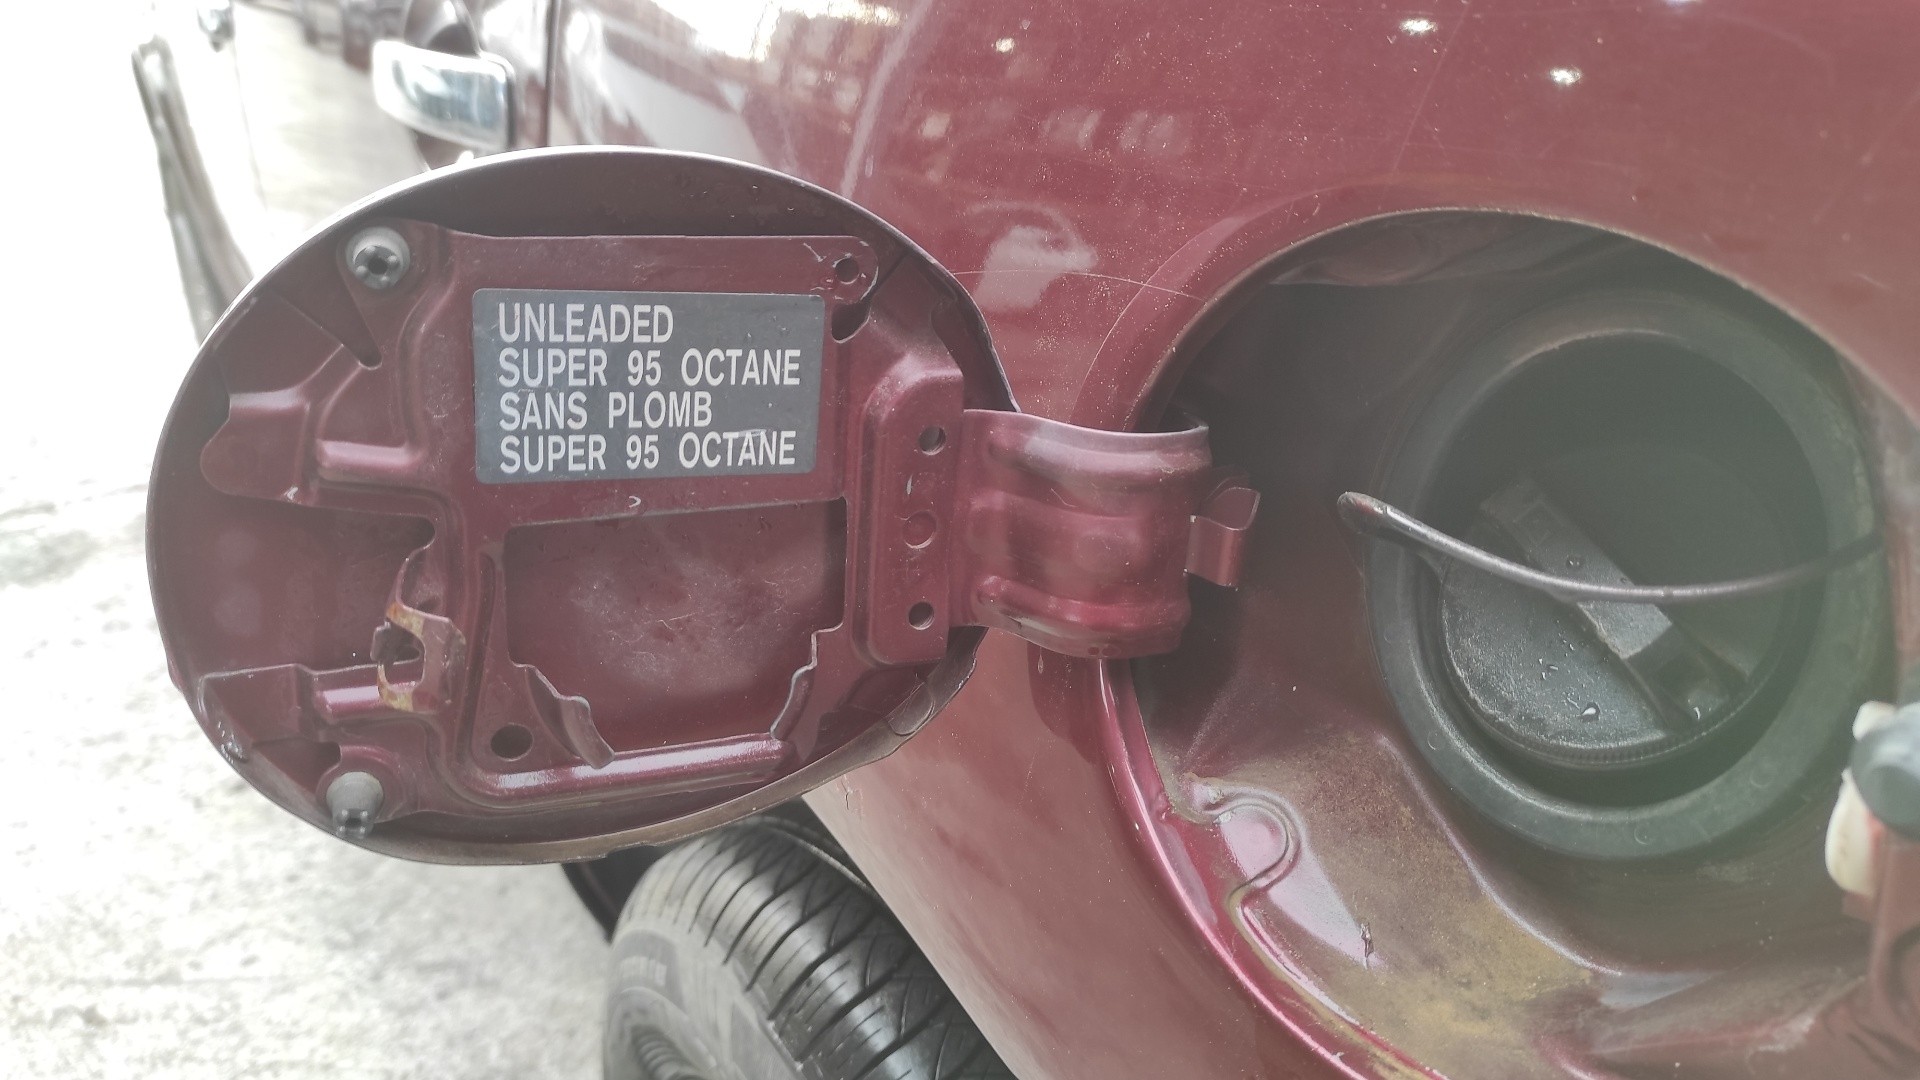 UNLEADED
SUPER 95 OCTANE
SANS PLOMB
SUPER 95 OCTANE